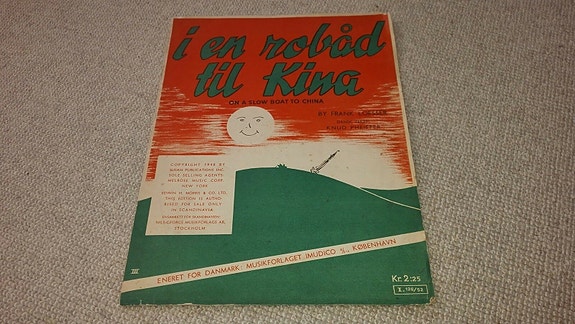 i en robåd
til Kina
ON A SLOW BOAT TO CHINA
BY FRANK LOESSER
KNUD PHEIFFER
COPYRIGHT 1948 BY
SUSAN PUBLICATIONS INC.
SOLE SELLING AGENTS:
MELROSE MUSIC CORP.
NEW YORK
EDWIN H. MORRIS & CO. LTD.
THIS EDITION IS AUTHO-
RISED FOR SALE ONLY
IN SCANDINAVIA
STOCKHOLM
III
ENERET FOR DANMARK: MUSIKFORLAGET IMUDICO A/S, KØBENHAVN
Kr. 2:25